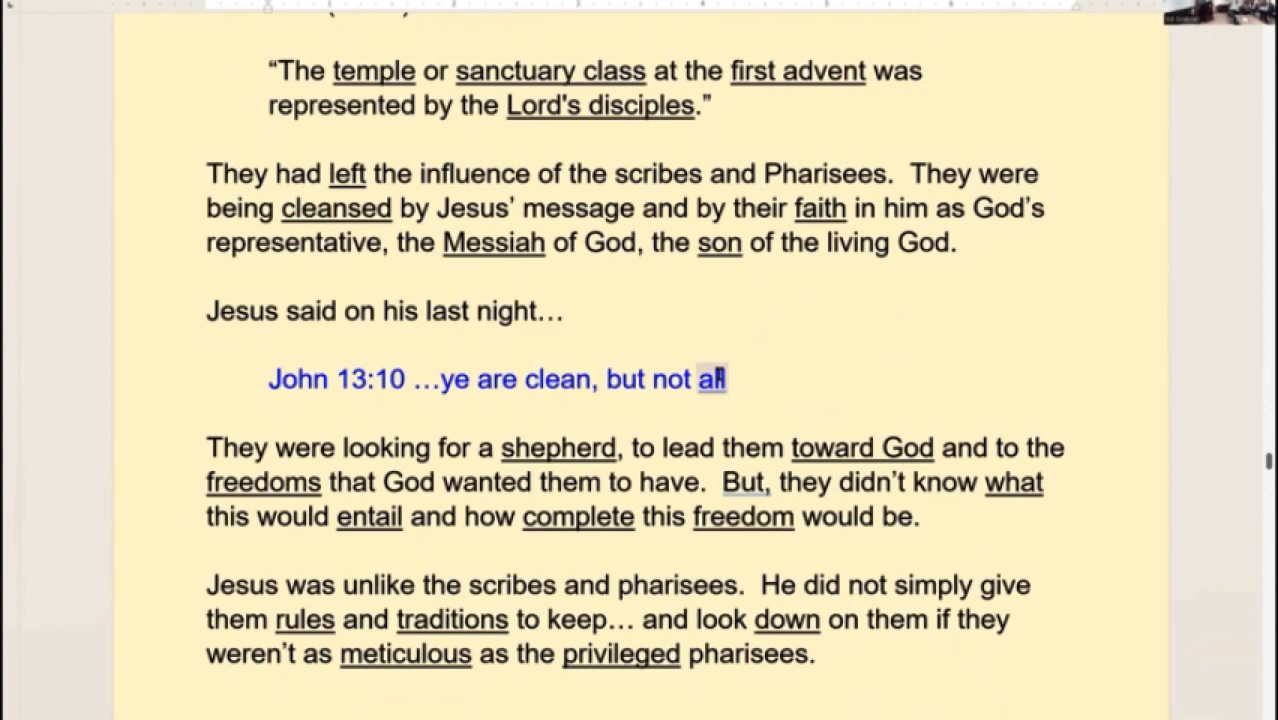 “The temple or sanctuary class at the first advent was
represented by the Lord's disciples.”
They had left the influence of the scribes and Pharisees.  They were
being cleansed by Jesus’ message and by their faith in him as God’s
representative, the Messiah of God, the son of the living God.
Jesus said on his last night…
John 13:10 …ye are clean, but not all
They were looking for a shepherd, to lead them toward God and to the
freedoms that God wanted them to have.  But, they didn’t know what
this would entail and how complete this freedom would be.
Jesus was unlike the scribes and pharisees.  He did not simply give
them rules and traditions to keep… and look down on them if they
weren’t as meticulous as the privileged pharisees.